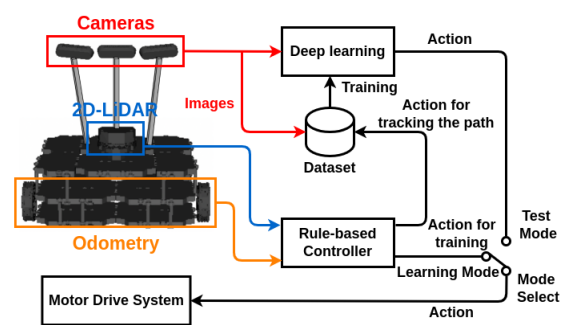 Cameras
Deep learning
Action
Training
2D-LiDAR
Images
Action for
tracking the path
Dataset
Test
Mode
Rule-based
Controller
Action for
training
Odometry
Learning Mode
Mode
Select
Motor Drive System
Action